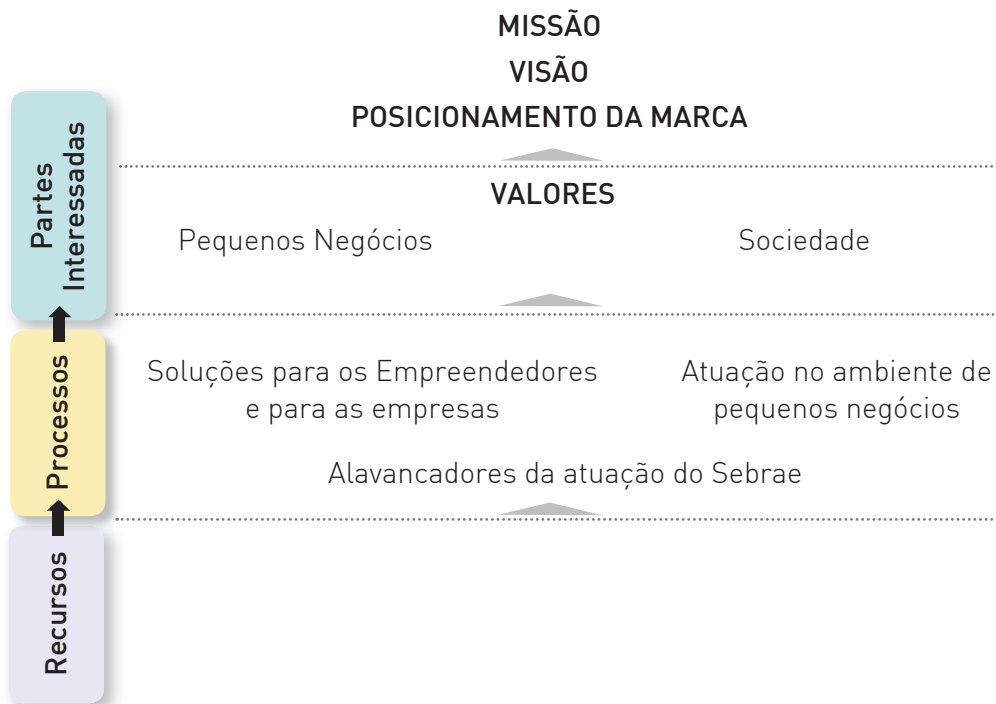 MISSÃO
VISÃO
POSICIONAMENTO DA MARCA
Partes
Interessadas
VALORES
Pequenos Negócios
Sociedade
Processos
Soluções para os Empreendedores
e para as empresas
Atuação no ambiente de
pequenos negócios
Alavancadores da atuação do Sebrae
Recursos